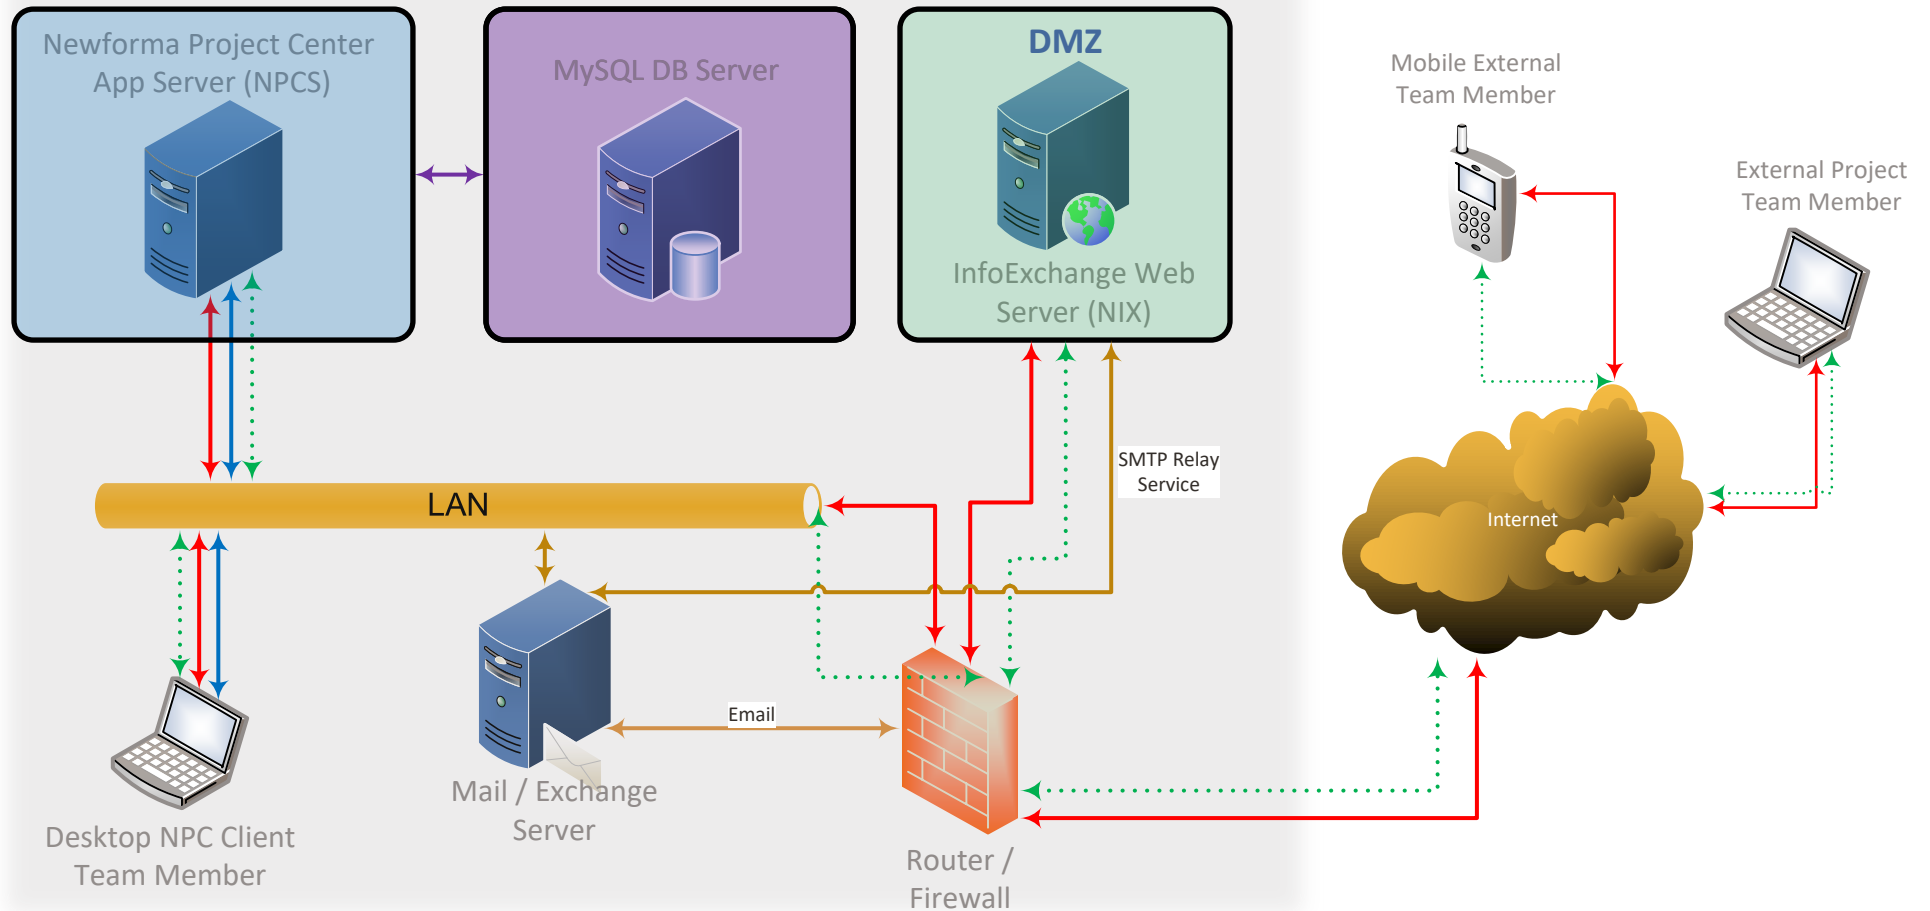 Newforma Project Center
App Server (NPCS)
MySQL DB Server
DMZ
InfoExchange Web
Server (NIX)
Mobile External
Team Member
External Project
Team Member
SMTP Relay
Service
LAN
Internet
Email
Mail / Exchange
Server
Desktop NPC Client
Team Member
Router /
Firewall